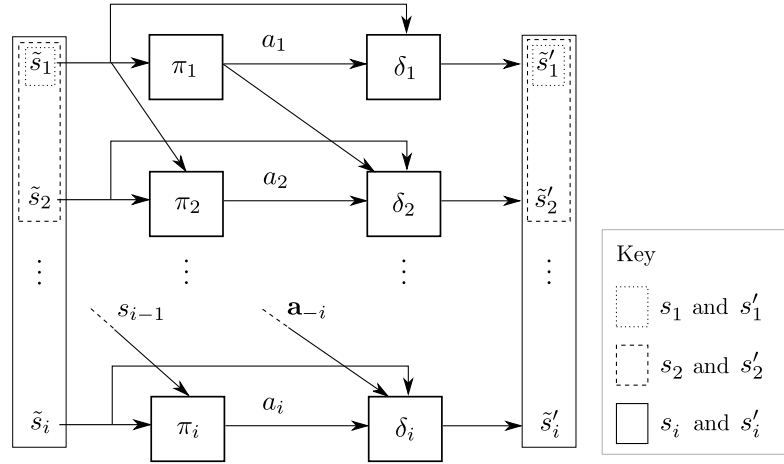 s̃₁ π₁ a₁ δ₁ s̃′₁
s̃₂ π₂ a₂ δ₂ s̃′₂
⋮ ⋮ ⋮ ⋮
sᵢ₋₁ a₋ᵢ
s̃ᵢ πᵢ aᵢ δᵢ s̃′ᵢ
Key
s₁ and s′₁
s₂ and s′₂
sᵢ and s′ᵢ